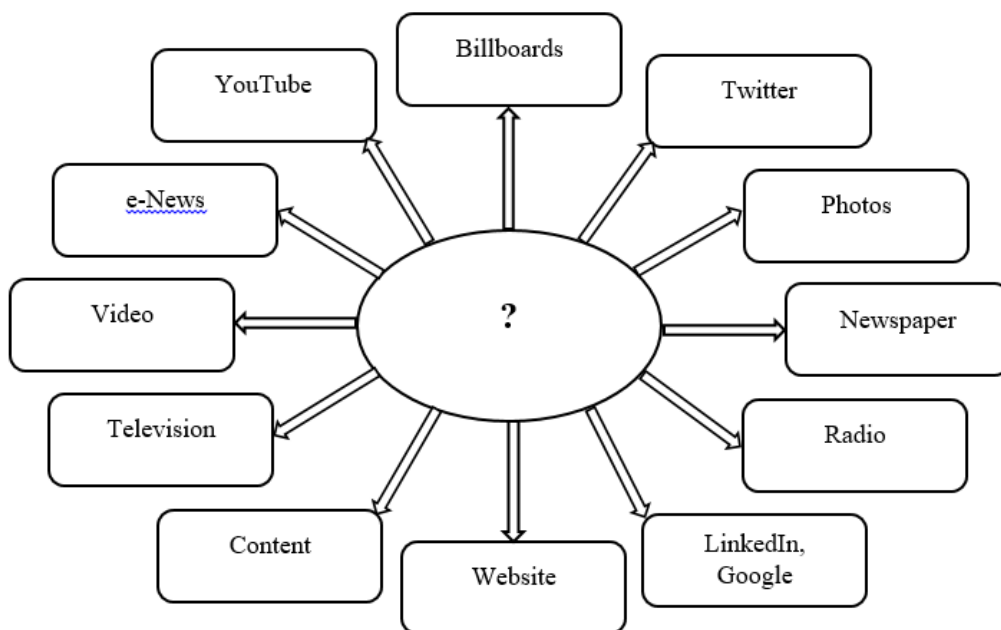 Billboards
YouTube
Twitter
e-News
Photos
?
Video
Newspaper
Television
Radio
Content
LinkedIn,
Google
Website